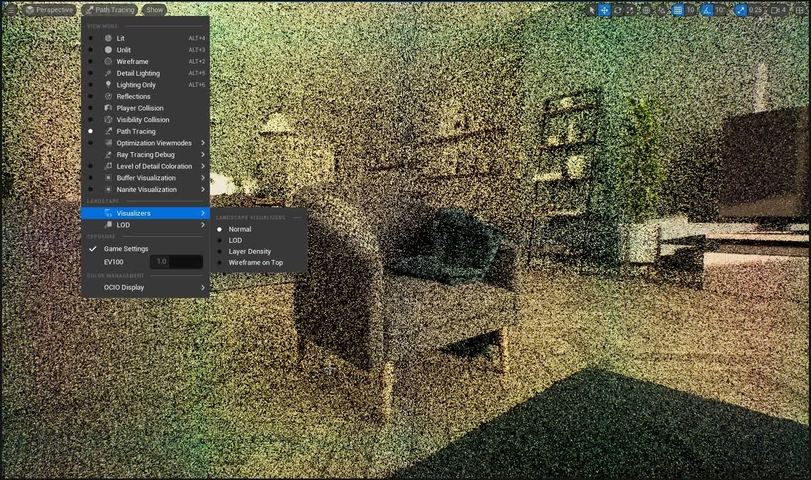 Perspective
Path Tracing
Show
10
10°
0.25
4
VIEW MODE
Lit ALT+4
Unlit ALT+3
Wireframe ALT+2
Detail Lighting ALT+5
Lighting Only ALT+6
Reflections
Player Collision
Visibility Collision
Path Tracing
Optimization Viewmodes
Ray Tracing Debug
Level of Detail Coloration
Buffer Visualization
Nanite Visualization
LANDSCAPE
Visualizers
LOD
LANDSCAPE VISUALIZERS
Normal
LOD
Layer Density
Wireframe on Top
EXPOSURE
Game Settings
EV100 1.0
COLOR MANAGEMENT
OCIO Display